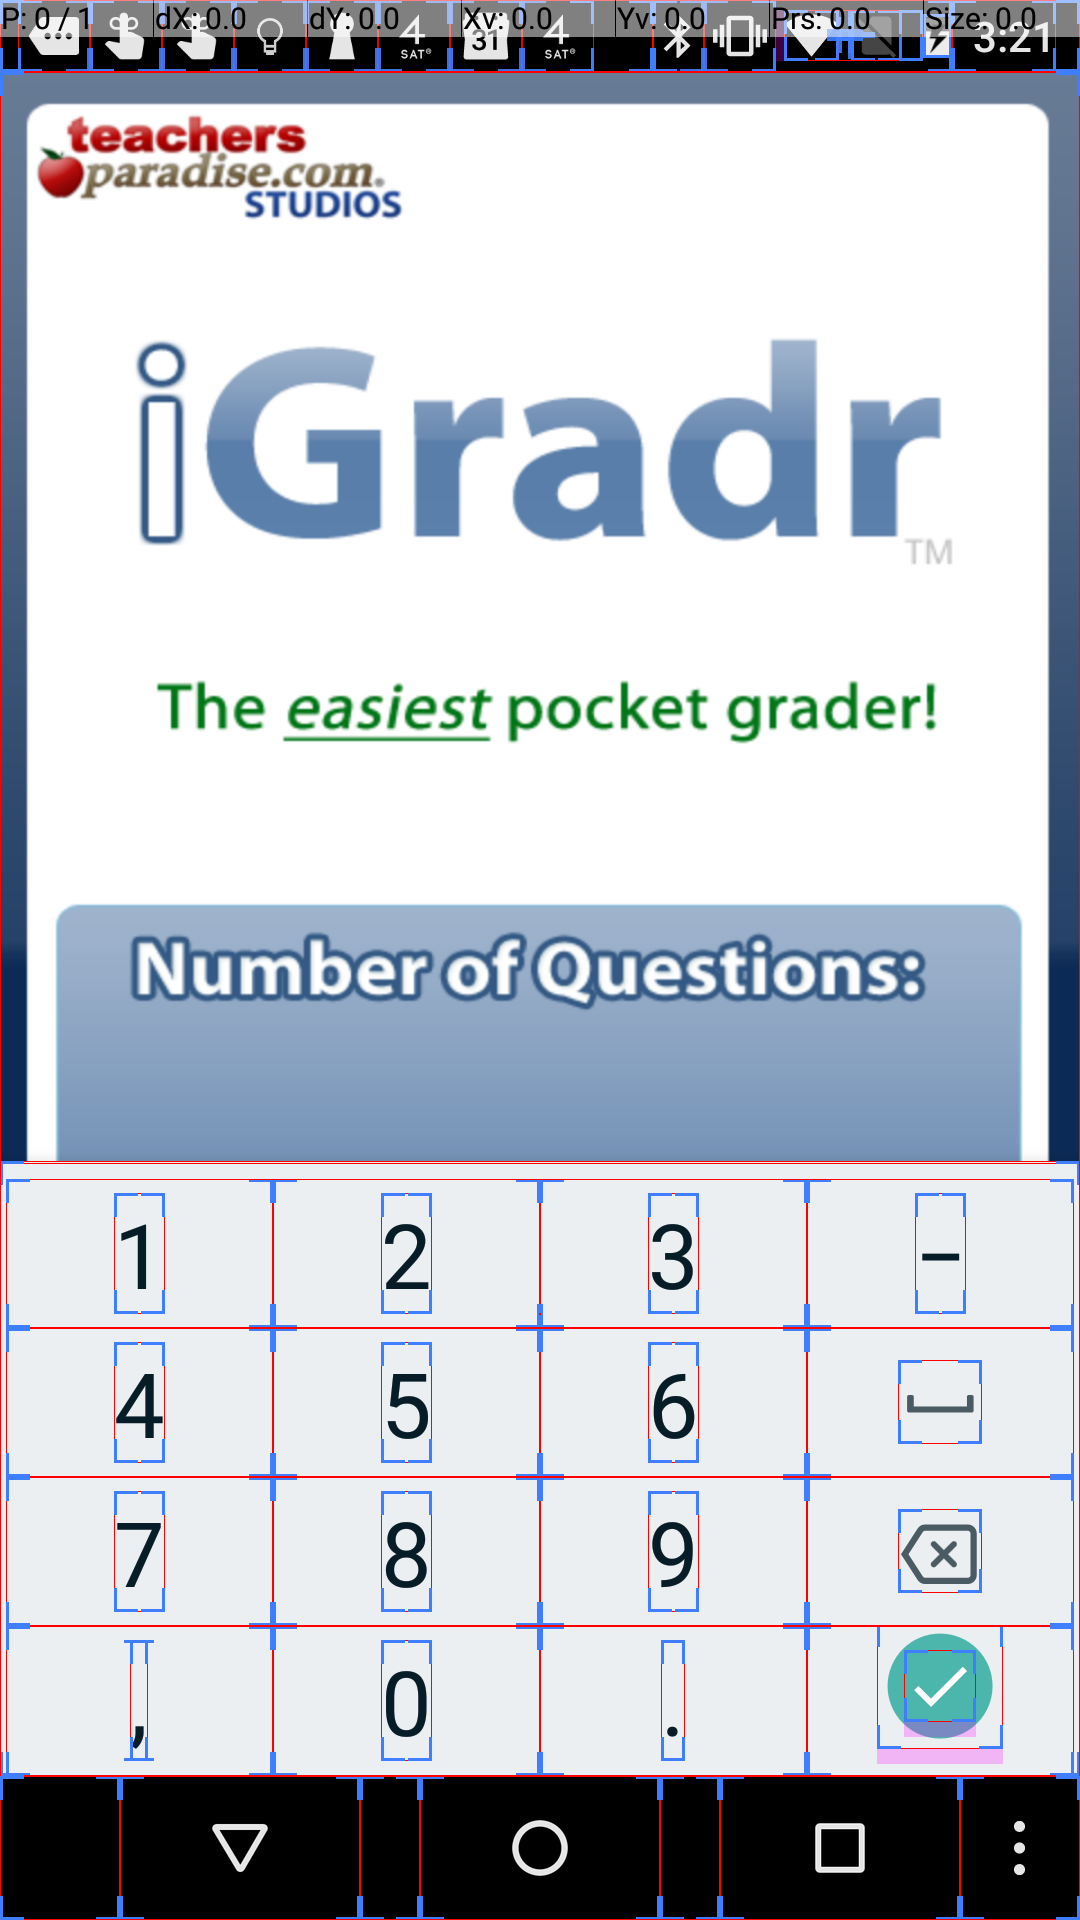 P: 0 / 1 dX: 0.0 dY: 0.0 Xv: 0.0 Yv: 0.0 Prs: 0.0 Size: 0.0
4 SAT® 31 4 SAT® 3:21
teachers
paradise.com.
STUDIOS
iGradr
TM
The easiest pocket grader!
Number of Questions:
1 2 3 –
4 5 6
7 8 9
, 0 .